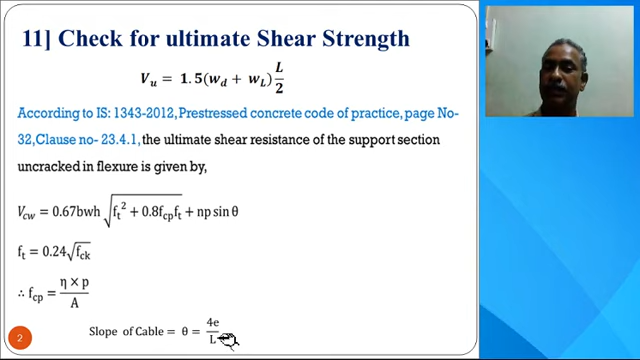 11] Check for ultimate Shear Strength
V_u = 1.5(w_d + w_L) L/2
According to IS: 1343-2012, Prestressed concrete code of practice, page No-
32,Clause no- 23.4.1, the ultimate shear resistance of the support section
uncracked in flexure is given by,
V_cw = 0.67bwh √(f_t² + 0.8f_cp f_t) + np sin θ
f_t = 0.24√f_ck
∴ f_cp = η × p / A
Slope of Cable = θ = 4e / L
2